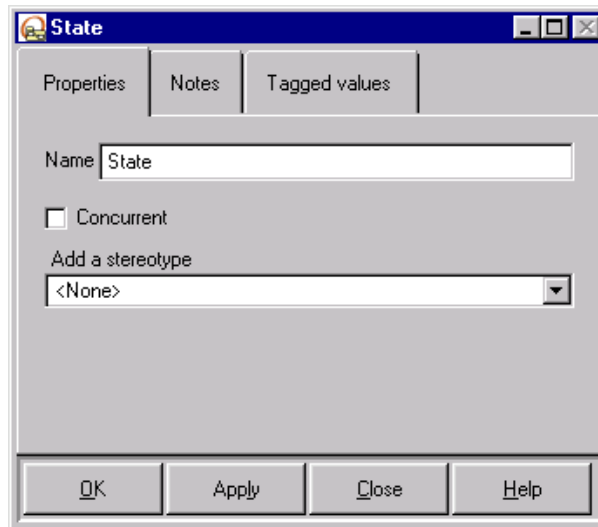 State
Properties Notes Tagged values
Name State
Concurrent
Add a stereotype
<None>
OK Apply Close Help